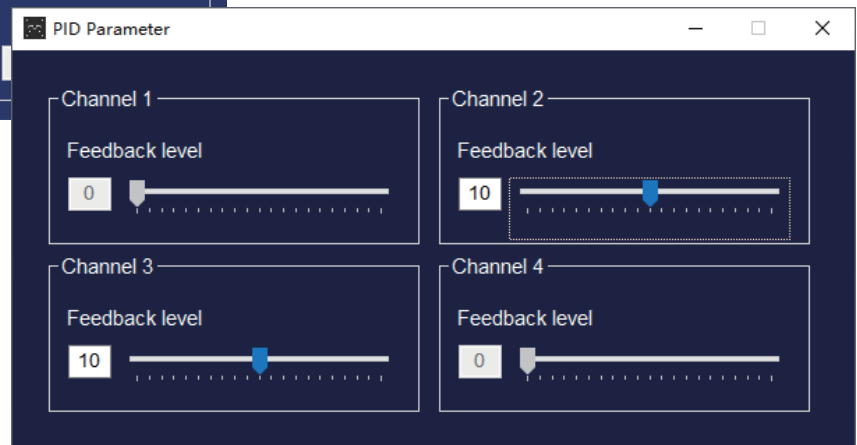 PID Parameter
Channel 1
Feedback level
0
Channel 2
Feedback level
10
Channel 3
Feedback level
10
Channel 4
Feedback level
0